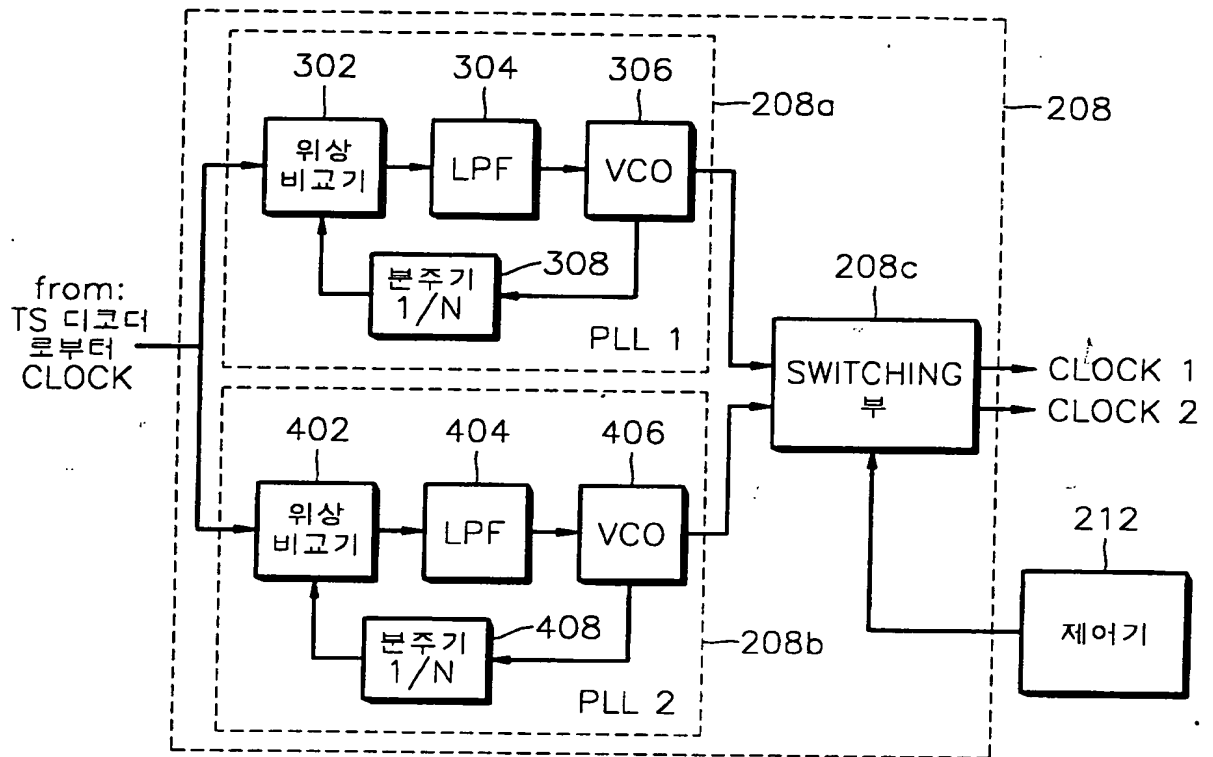 302
304
306
208a
208
위상
비교기
LPF
VCO
308
분주기
1/N
PLL 1
from:
TS 디코더
로부터
CLOCK
208c
SWITCHING
부
CLOCK 1
CLOCK 2
402
404
406
위상
비교기
LPF
VCO
408
분주기
1/N
208b
PLL 2
212
제어기